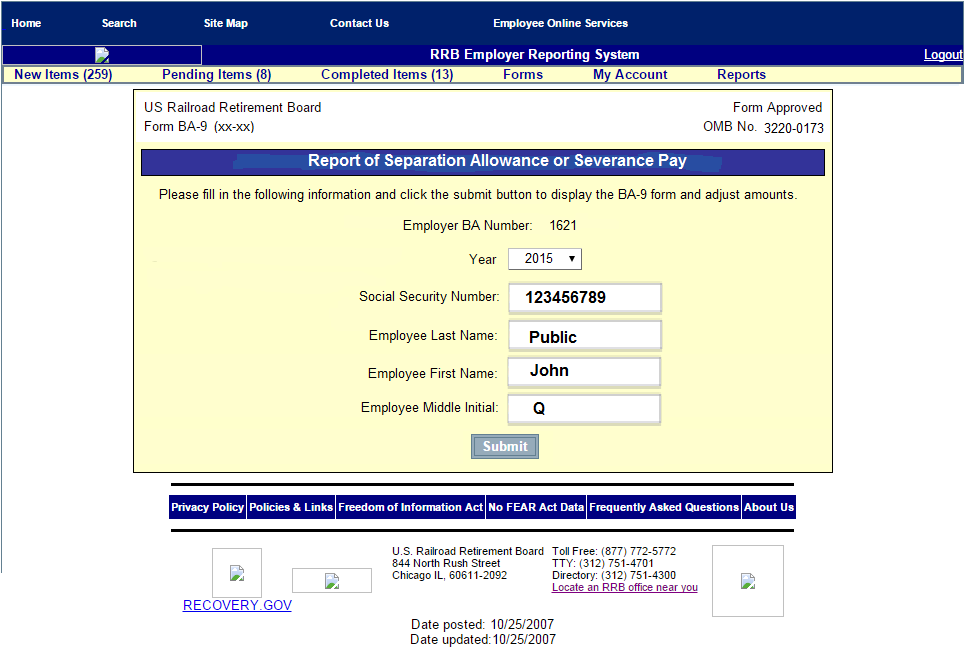 Home Search Site Map Contact Us Employee Online Services
RRB Employer Reporting System Logout
New Items (259) Pending Items (8) Completed Items (13) Forms My Account Reports
US Railroad Retirement Board Form Approved
Form BA-9 (xx-xx) OMB No. 3220-0173
Report of Separation Allowance or Severance Pay
Please fill in the following information and click the submit button to display the BA-9 form and adjust amounts.
Employer BA Number: 1621
Year 2015
Social Security Number: 123456789
Employee Last Name: Public
Employee First Name: John
Employee Middle Initial: Q
Submit
Privacy Policy Policies & Links Freedom of Information Act No FEAR Act Data Frequently Asked Questions About Us
U.S. Railroad Retirement Board Toll Free: (877) 772-5772
844 North Rush Street TTY: (312) 751-4701
Chicago IL, 60611-2092 Directory: (312) 751-4300
Locate an RRB office near you
RECOVERY.GOV
Date posted: 10/25/2007
Date updated:10/25/2007